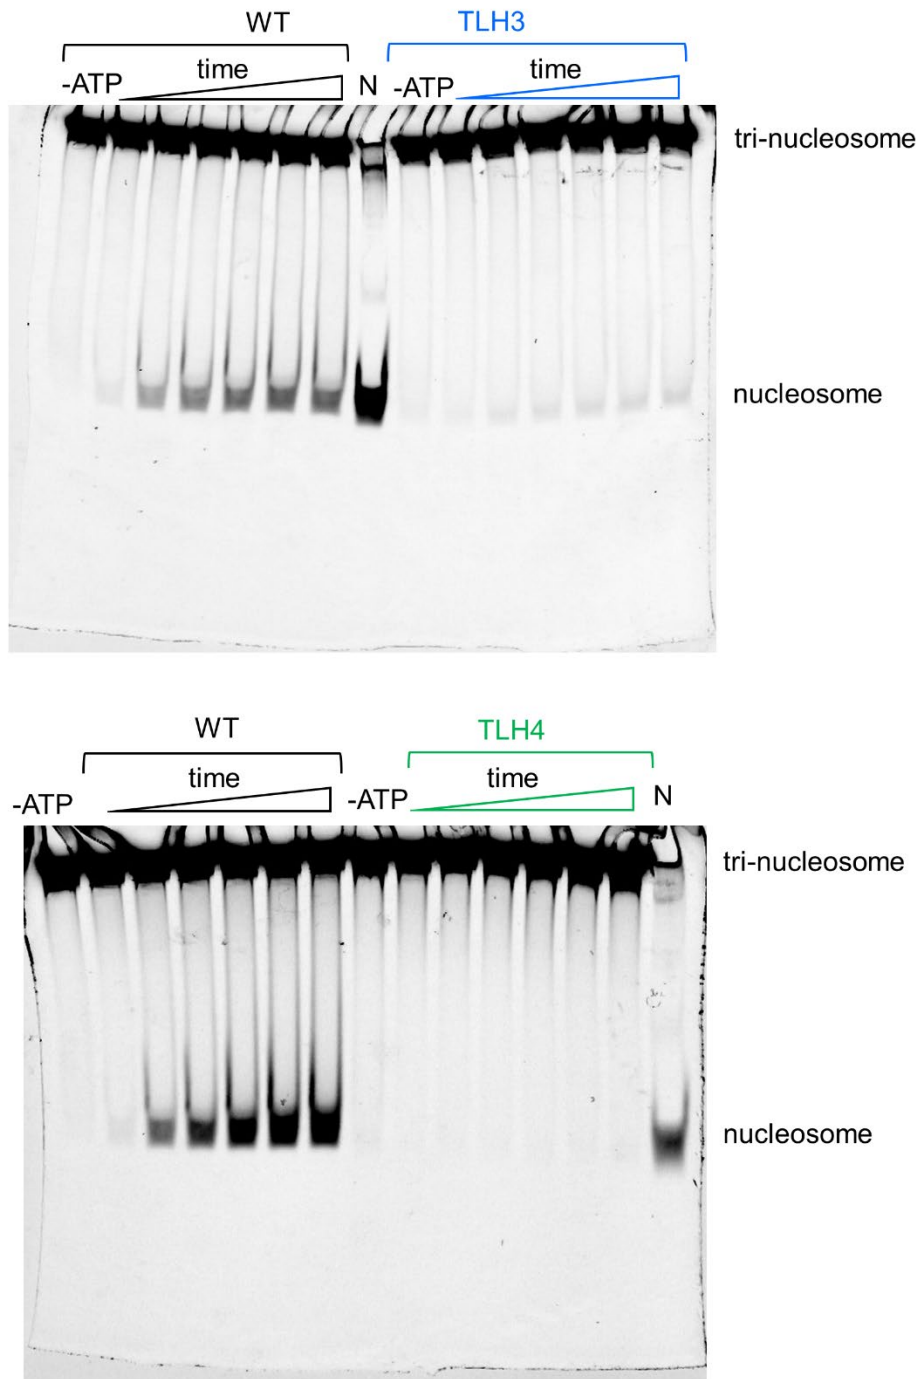 WT TLH3
-ATP time N -ATP time
tri-nucleosome
nucleosome
WT TLH4
-ATP time -ATP time N
tri-nucleosome
nucleosome